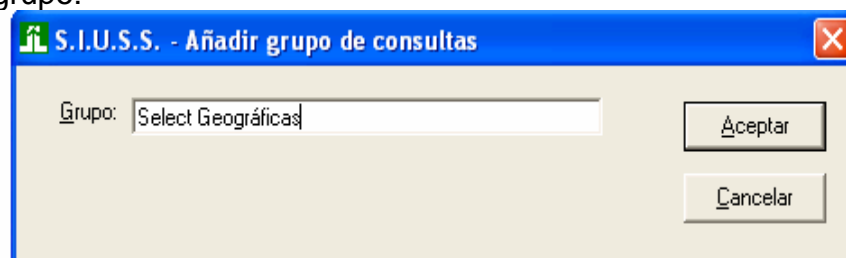 grupo.
S.I.U.S.S. - Añadir grupo de consultas
Grupo: Select Geográficas
Aceptar
Cancelar